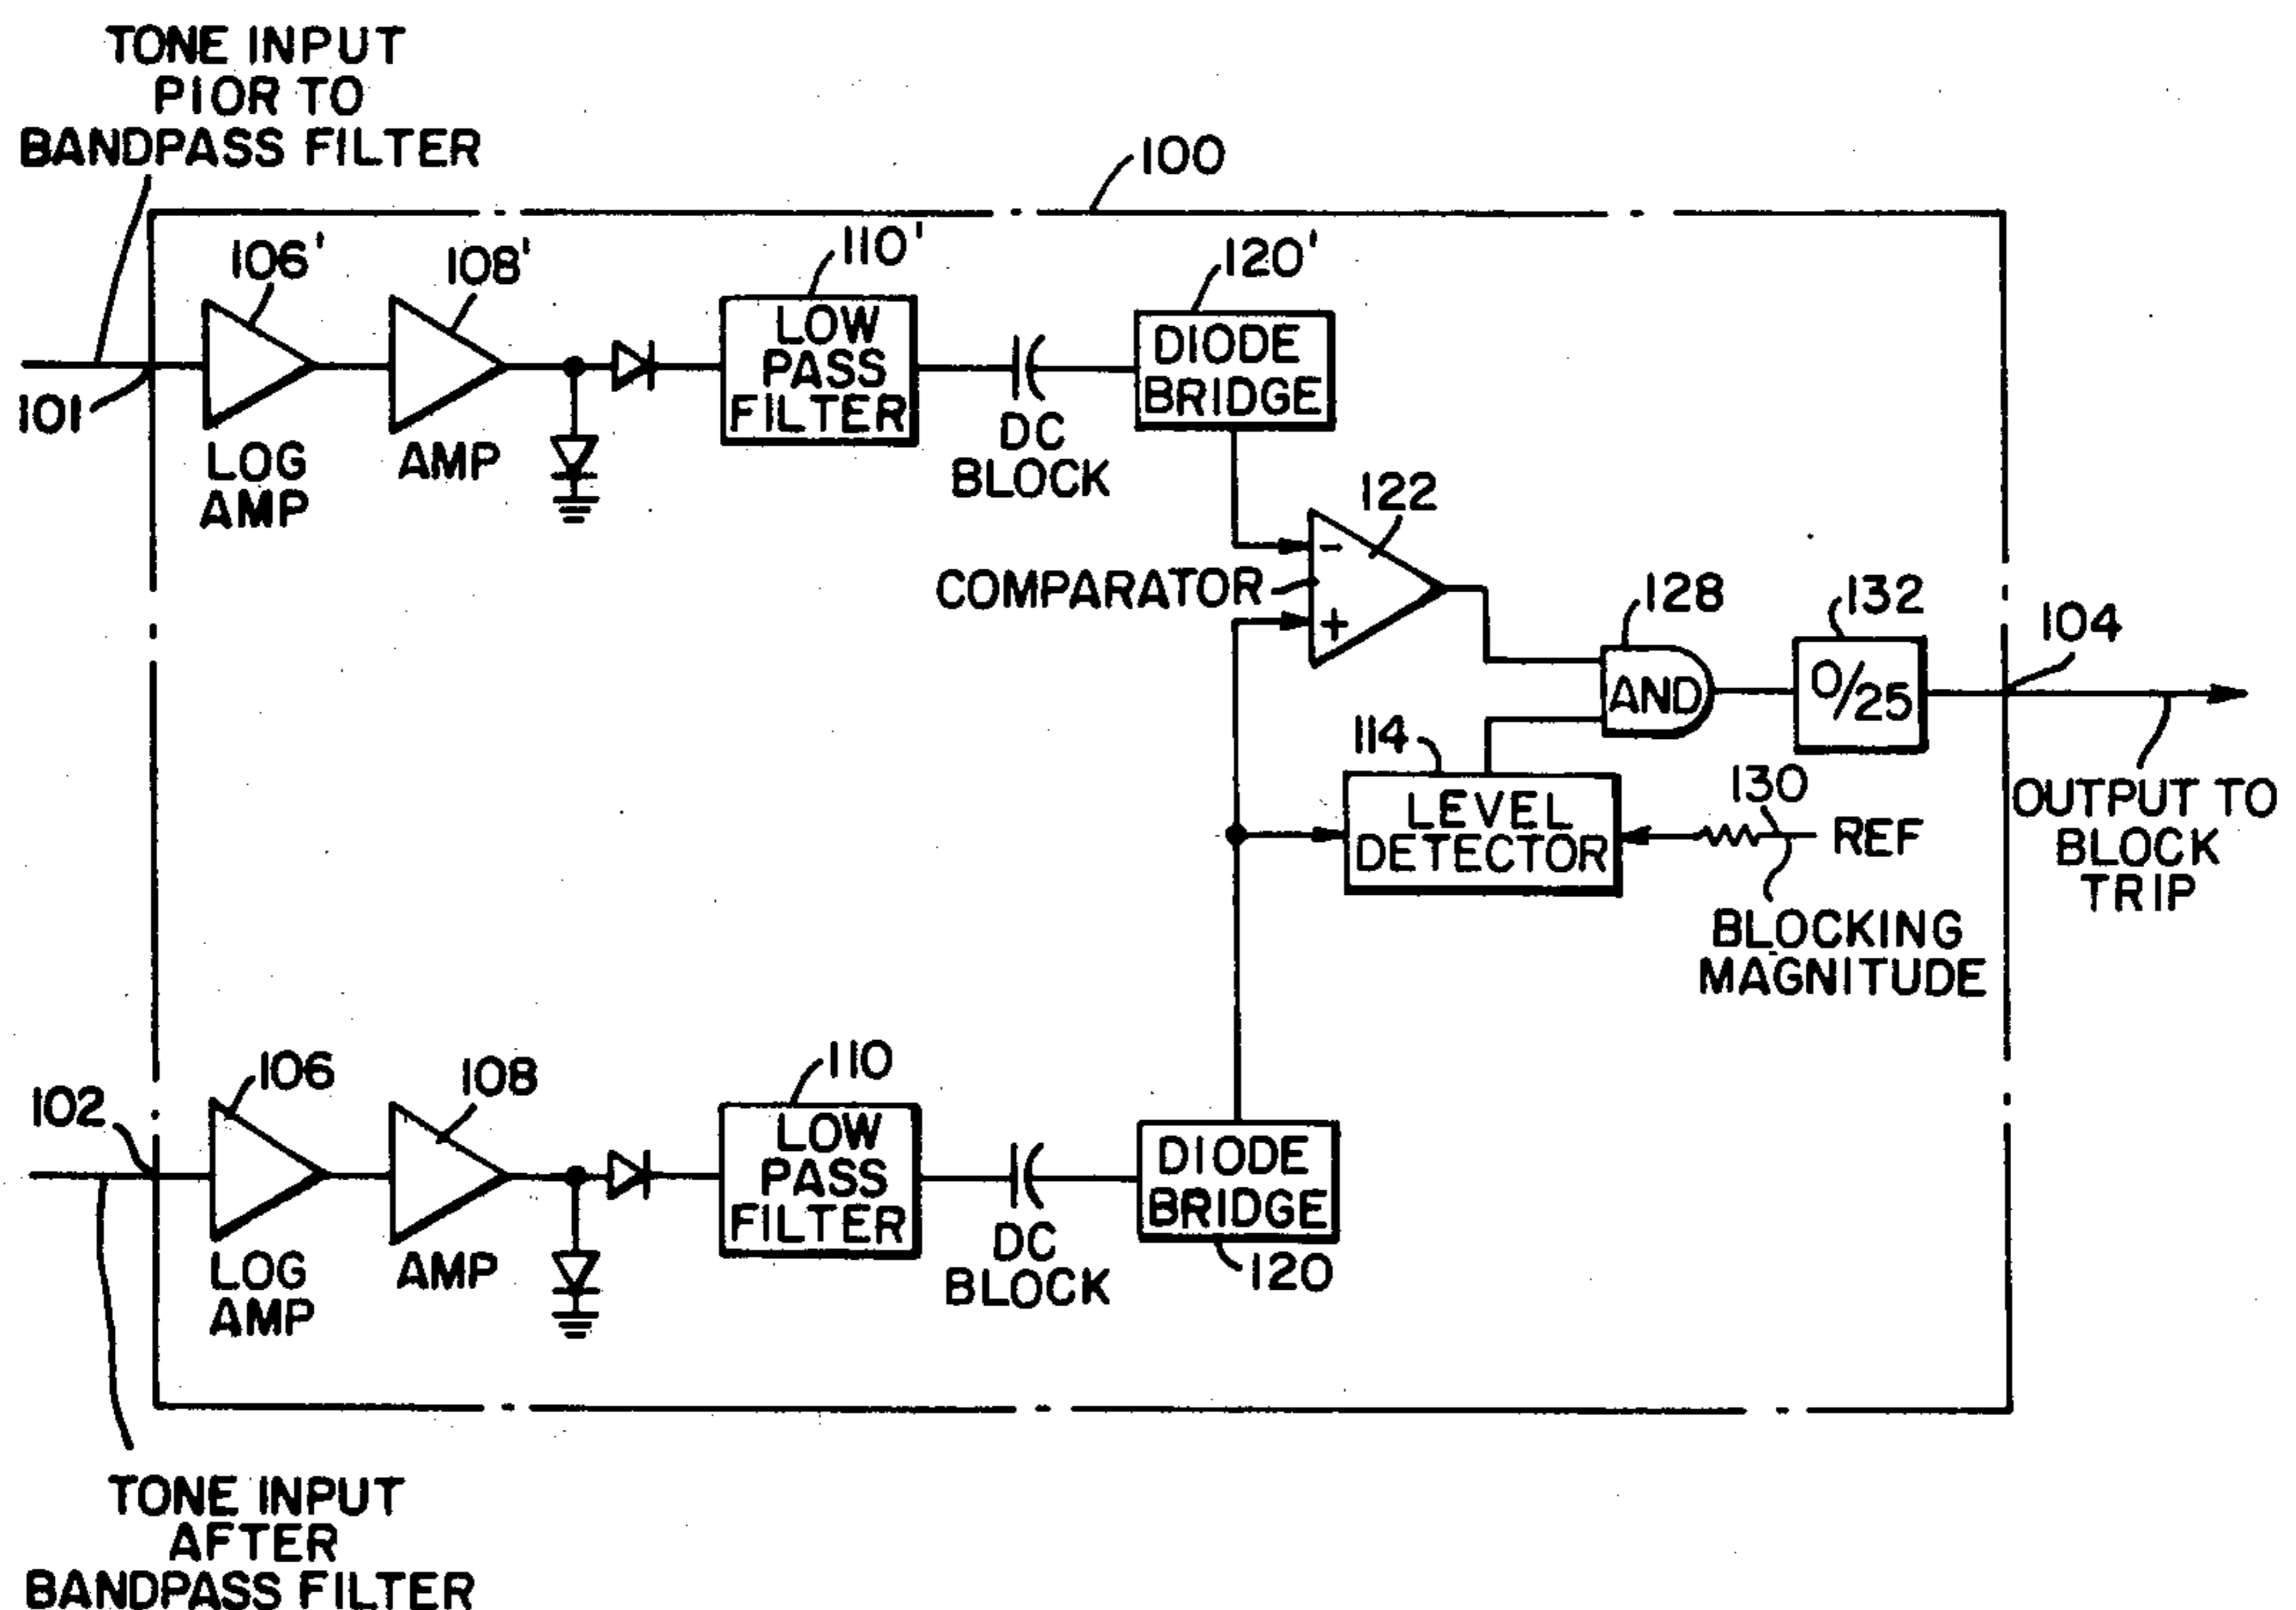 TONE INPUT
PIOR TO
BANDPASS FILTER
100
106'
108'
110'
120'
LOW
PASS
FILTER
DIODE
BRIDGE
101
LOG
AMP
AMP
DC
BLOCK
122
COMPARATOR
-
+
128
132
104
AND
0/25
114
LEVEL
DETECTOR
130
REF
BLOCKING
MAGNITUDE
OUTPUT TO
BLOCK
TRIP
102
106
108
110
LOW
PASS
FILTER
DIODE
BRIDGE
120
LOG
AMP
AMP
DC
BLOCK
TONE INPUT
AFTER
BANDPASS FILTER